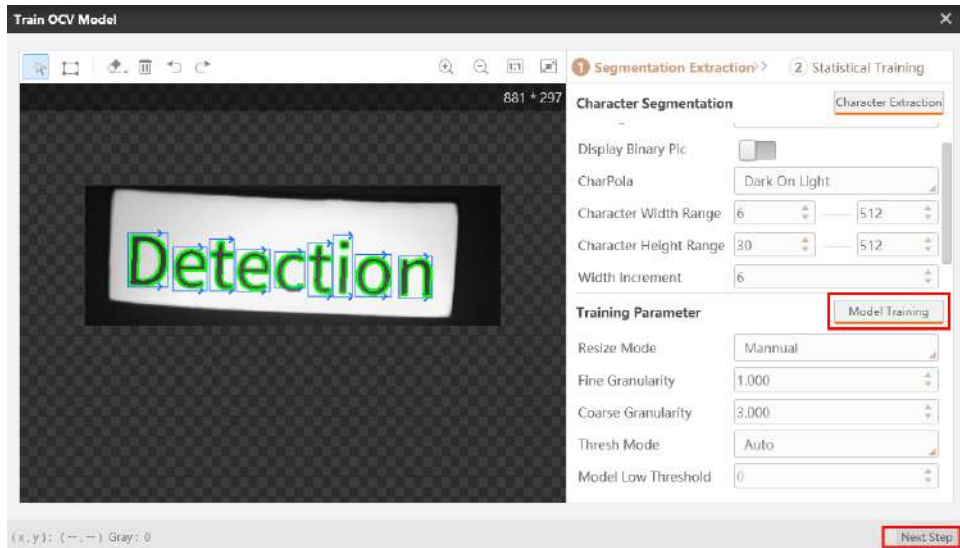 Train OCV Model
881 * 297
1 Segmentation Extraction>> 2 Statistical Training
Character Segmentation Character Extraction
Display Binary Pic
CharPola Dark On Light
Character Width Range 6 512
Character Height Range 30 512
Width Increment 6
Detection
Training Parameter Model Training
Resize Mode Mannual
Fine Granularity 1.000
Coarse Granularity 3.000
Thresh Mode Auto
Model Low Threshold 0
(x,y): (--,--) Gray: 0 Next Step